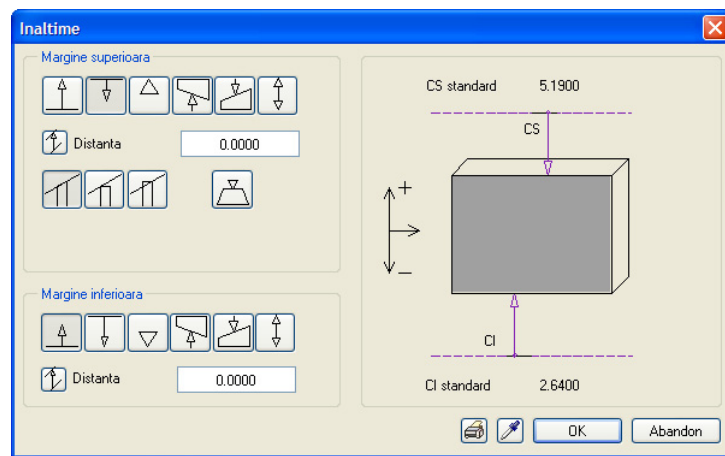 Inaltime
Margine superioara
Distanta 0.0000
Margine inferioara
Distanta 0.0000
CS standard 5.1900
CS
+
−
CI
CI standard 2.6400
OK Abandon